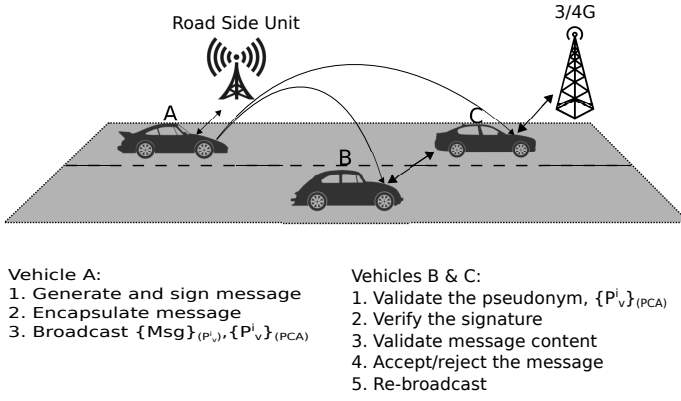 Road Side Unit
3/4G
A
C
B
Vehicle A:
1. Generate and sign message
2. Encapsulate message
3. Broadcast {Msg}(Pⁱᵥ),{Pⁱᵥ}(PCA)
Vehicles B & C:
1. Validate the pseudonym, {Pⁱᵥ}(PCA)
2. Verify the signature
3. Validate message content
4. Accept/reject the message
5. Re-broadcast